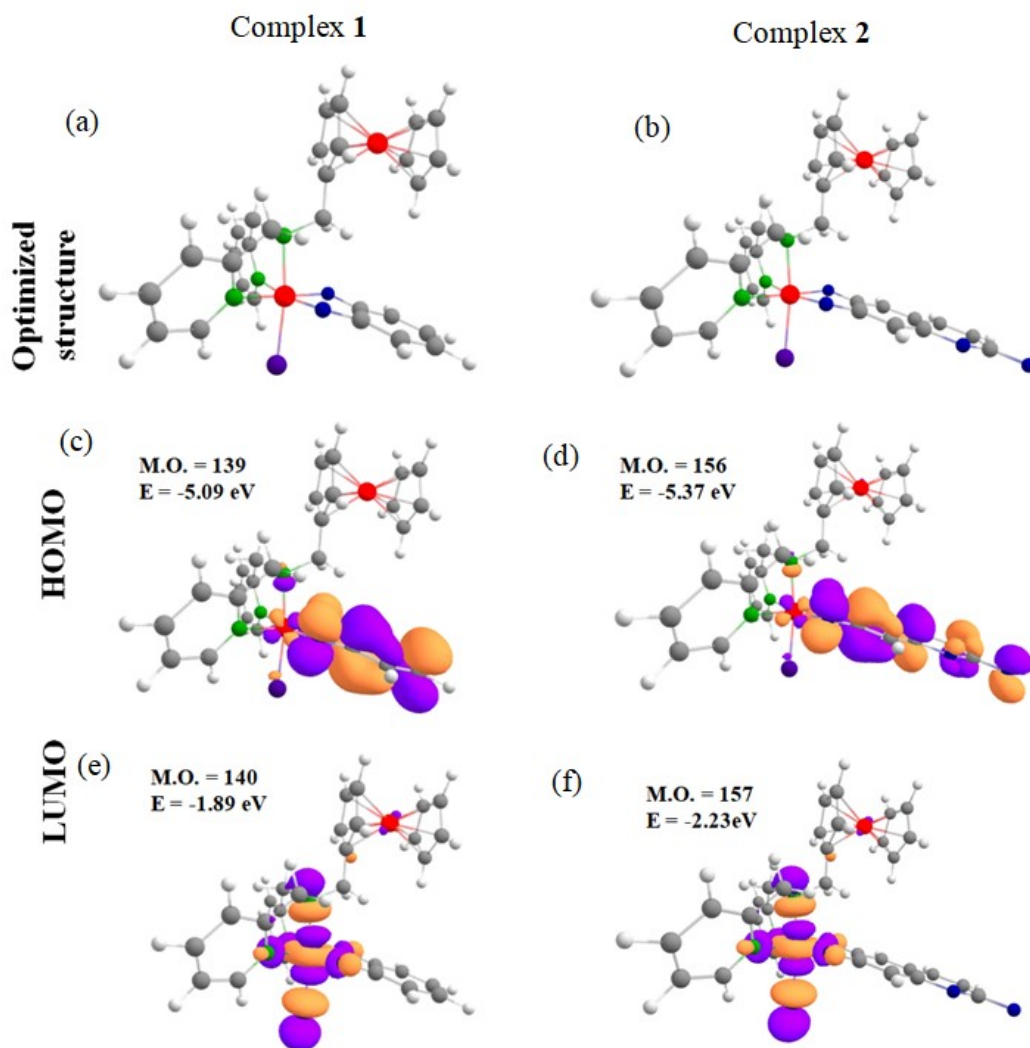 Complex 1
Complex 2
(a)
(b)
Optimized
structure
(c)
M.O. = 139
E = -5.09 eV
(d)
M.O. = 156
E = -5.37 eV
HOMO
(e)
M.O. = 140
E = -1.89 eV
(f)
M.O. = 157
E = -2.23eV
LUMO